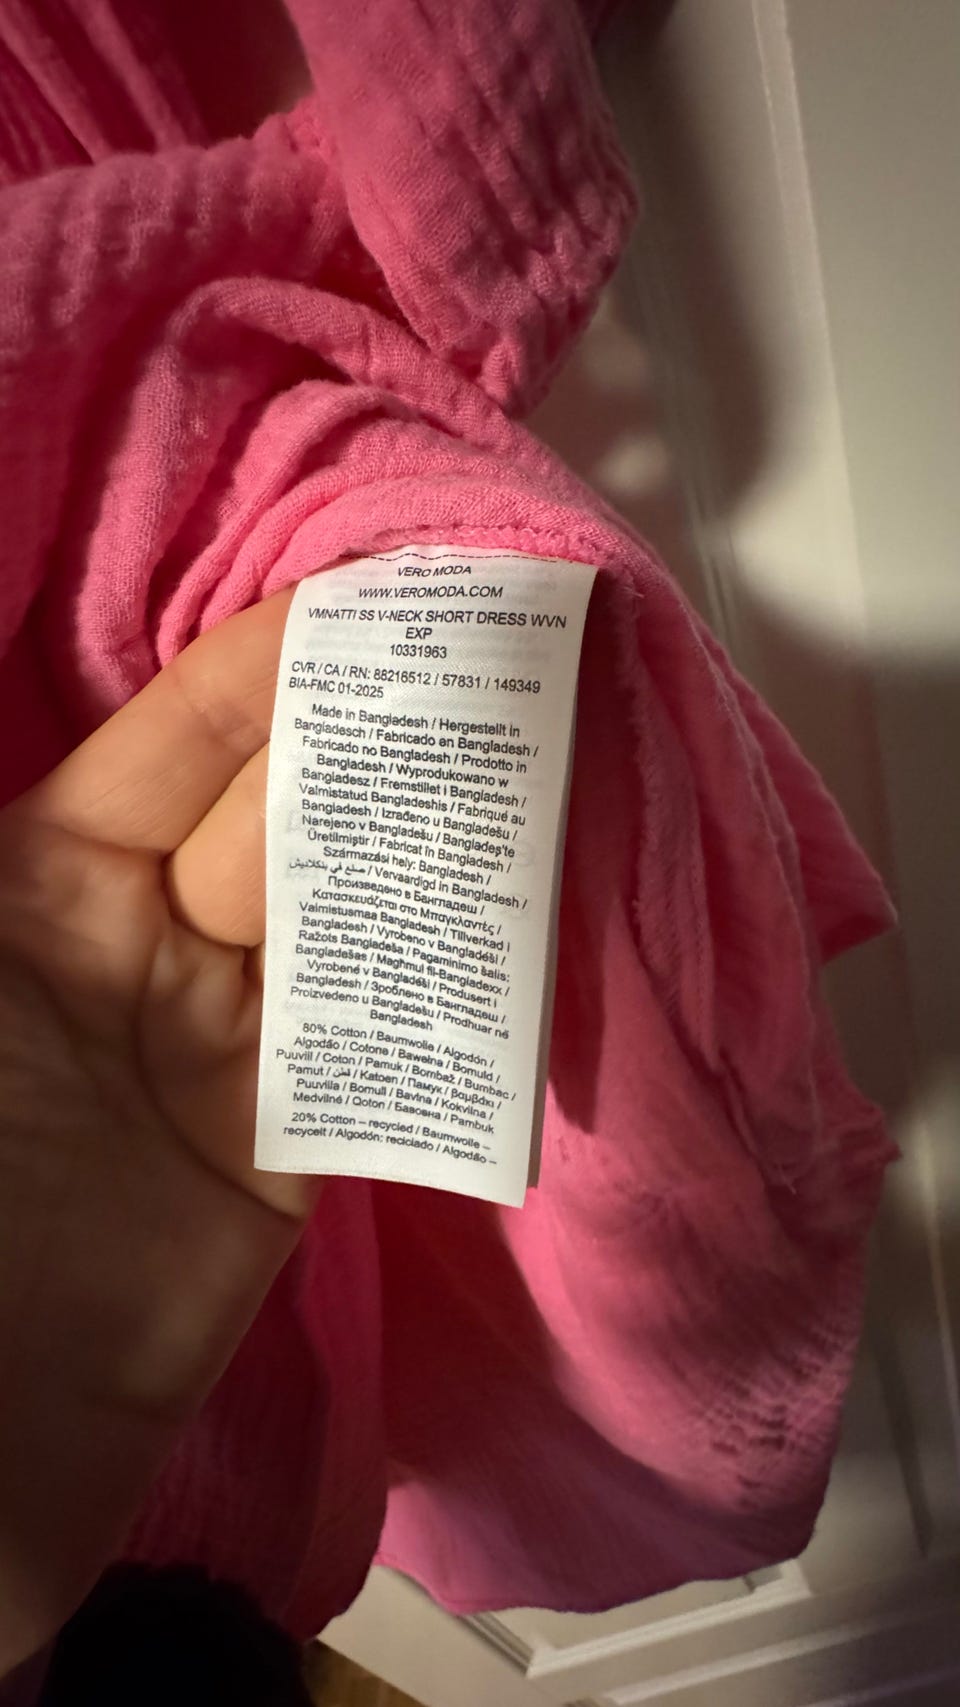 VERO MODA
WWW.VEROMODA.COM
VMNATTI SS V-NECK SHORT DRESS WVN
EXP
10331963
CVR / CA / RN: 88216512 / 57831 / 149349
BIA-FMC 01-2025
Made in Bangladesh / Hergestellt in
Bangladesch / Fabricado en Bangladesh /
Fabricado no Bangladesh / Prodotto in
Bangladesh / Wyprodukowano w
Bangladesz / Fremstillet i Bangladesh /
Valmistatud Bangladeshis / Fabriqué au
Bangladesh / Izrađeno u Bangladešu /
Narejeno v Bangladešu / Bangladeş'te
Üretilmiştir / Fabricat în Bangladesh /
Származási hely: Bangladesh /
صنع في بنكلاديش / Vervaardigd in Bangladesh /
Произведено в Бангладеш /
Κατασκευάζεται στο Μπαγκλαντές /
Valmistusmaa Bangladesh / Tillverkad i
Bangladesh / Vyrobeno v Bangladéši /
Ražots Bangladeša / Pagaminimo šalis:
Bangladešas / Magħmul fil-Bangladexx /
Vyrobené v Bangladéši / Produsert i
Bangladesh / Зроблено в Бангладеш /
Proizvedeno u Bangladešu / Prodhuar në
Bangladesh
80% Cotton / Baumwolle / Algodón /
Algodão / Cotone / Bawełna / Bomuld /
Puuvill / Coton / Pamuk / Bombaž / Bumbac /
Pamut / قطن / Katoen / Памук / βαμβάκι /
Puuvilla / Bomull / Bavlna / Kokvilna /
Medvilnė / Qoton / Бавовна / Pambuk
20% Cotton – recycled / Baumwolle –
recycelt / Algodón: reciclado / Algodão –